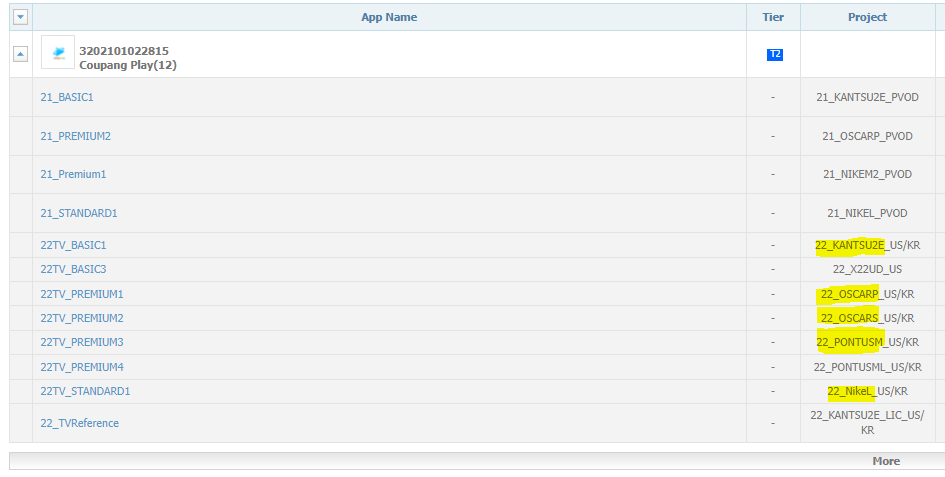 App Name Tier Project
3202101022815
Coupang Play(12) T2
21_BASIC1 - 21_KANTSU2E_PVOD
21_PREMIUM2 - 21_OSCARP_PVOD
21_Premium1 - 21_NIKEM2_PVOD
21_STANDARD1 - 21_NIKEL_PVOD
22TV_BASIC1 - 22_KANTSU2E_US/KR
22TV_BASIC3 - 22_X22UD_US
22TV_PREMIUM1 - 22_OSCARP_US/KR
22TV_PREMIUM2 - 22_OSCARS_US/KR
22TV_PREMIUM3 - 22_PONTUSM_US/KR
22TV_PREMIUM4 - 22_PONTUSML_US/KR
22TV_STANDARD1 - 22_NikeL_US/KR
22_TVReference - 22_KANTSU2E_LIC_US/
KR
More